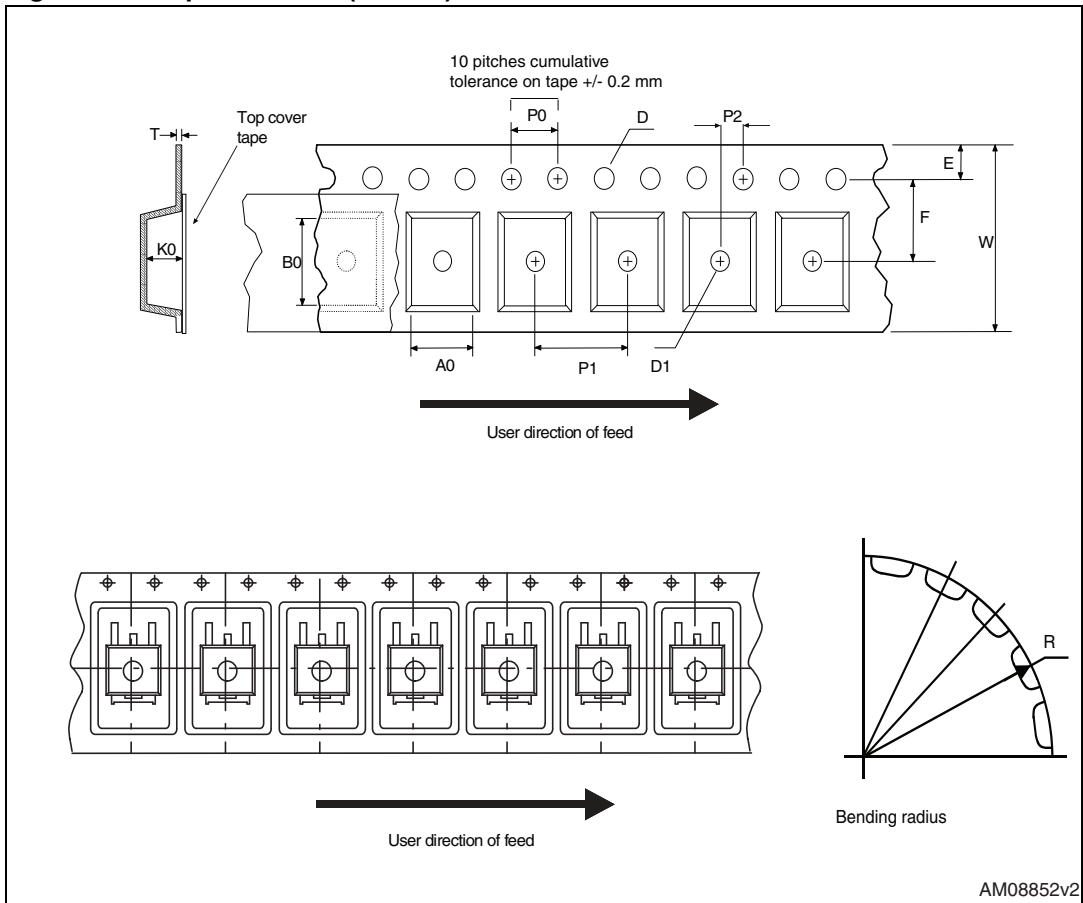 10 pitches cumulative
tolerance on tape +/- 0.2 mm
Top cover
tape
T
P0
D
P2
E
F
W
K0
B0
A0
P1
D1
User direction of feed
R
Bending radius
User direction of feed
AM08852v2